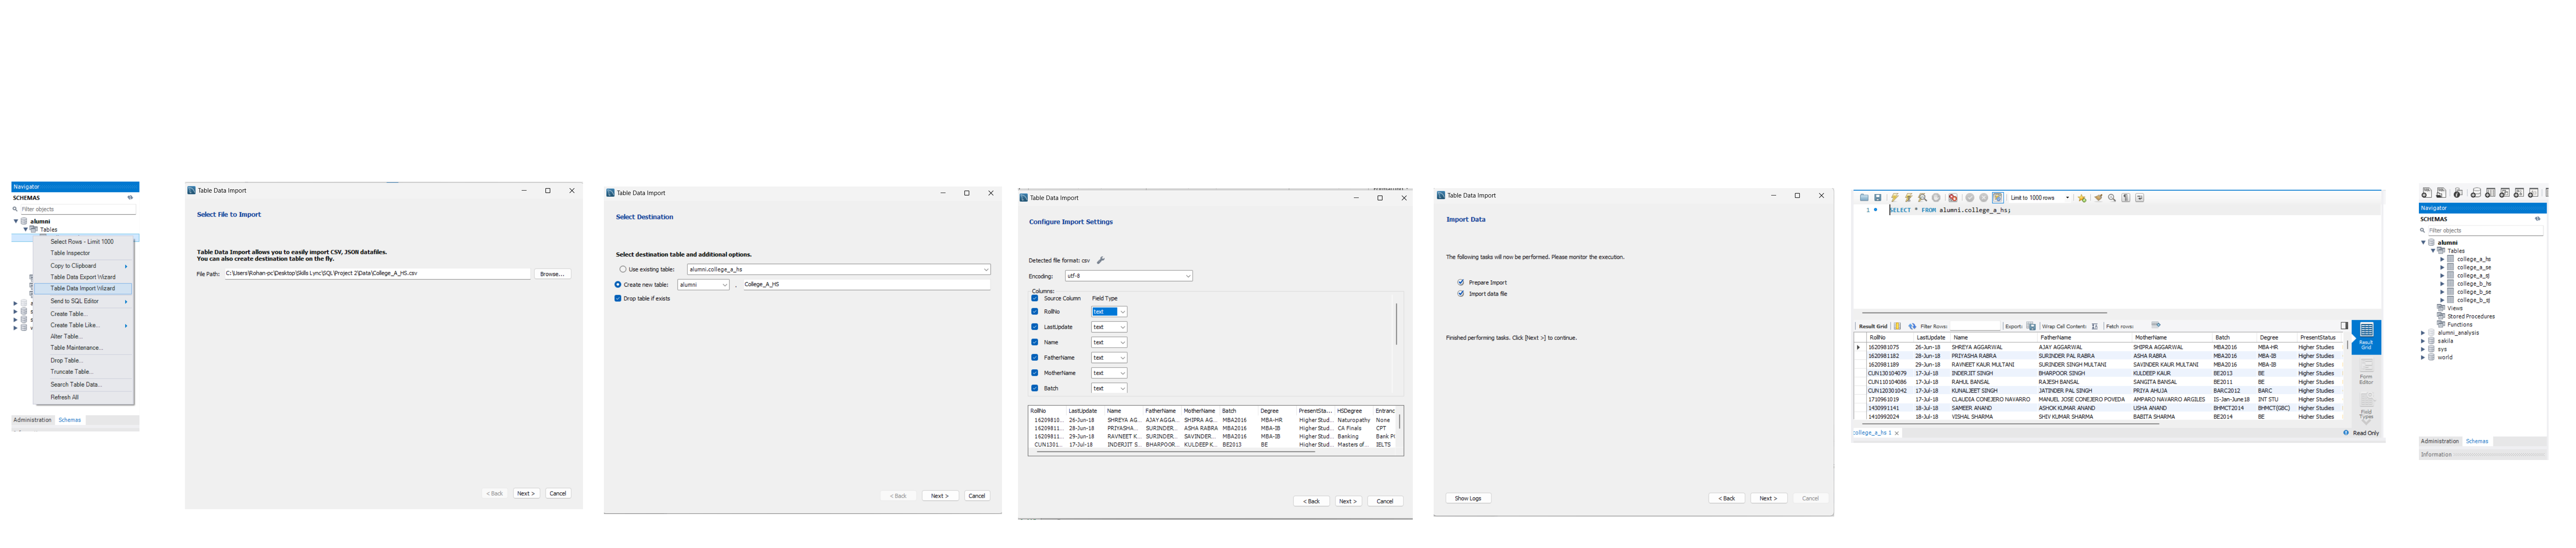 Navigator
SCHEMAS
Filter objects
alumni
Tables
Select Rows - Limit 1000
Table Inspector
Copy to Clipboard
Table Data Export Wizard
Table Data Import Wizard
Send to SQL Editor
Create Table...
Create Table Like...
Alter Table...
Table Maintenance...
Drop Table...
Truncate Table...
Search Table Data...
Refresh All
Administration Schemas
Table Data Import
Select File to Import
Table Data Import allows you to easily import CSV, JSON datafiles.
You can also create destination table on the fly.
File Path: C:\Users\Rohan-pc\Desktop\Skills Lync\SQL\Project 2\Data\College_A_HS.csv Browse...
< Back Next > Cancel
Table Data Import
Select Destination
Select destination table and additional options.
Use existing table: alumni.college_a_hs
Create new table: alumni . College_A_HS
Drop table if exists
< Back Next > Cancel
Table Data Import
Configure Import Settings
Detected file format: csv
Encoding: utf-8
Columns:
Source Column Field Type
RollNo text
LastUpdate text
Name text
FatherName text
MotherName text
Batch text
RollNo LastUpdate Name FatherName MotherName Batch Degree PresentSta... HSDegree Entranc
16209810... 26-Jun-18 SHREYA AG... AJAY AGGA... SHIPRA AG... MBA2016 MBA-HR Higher Stud... Naturopathy None
16209811... 28-Jun-18 PRIYASHA... SURINDER... ASHA RABRA MBA2016 MBA-IB Higher Stud... CA Finals CPT
16209811... 29-Jun-18 RAVNEET K... SURINDER... SAVINDER... MBA2016 MBA-IB Higher Stud... Banking Bank PO
CUN1301... 17-Jul-18 INDERJIT S... BHARPOOR... KULDEEP K... BE2013 BE Higher Stud... Masters of... IELTS
< Back Next > Cancel
Table Data Import
Import Data
The following tasks will now be performed. Please monitor the execution.
Prepare Import
Import data file
Finished performing tasks. Click [Next >] to continue.
Show Logs < Back Next > Cancel
Limit to 1000 rows
1 SELECT * FROM alumni.college_a_hs;
Result Grid Filter Rows: Export: Wrap Cell Content: Fetch rows:
RollNo LastUpdate Name FatherName MotherName Batch Degree PresentStatus
1620981075 26-Jun-18 SHREYA AGGARWAL AJAY AGGARWAL SHIPRA AGGARWAL MBA2016 MBA-HR Higher Studies
1620981182 28-Jun-18 PRIYASHA RABRA SURINDER PAL RABRA ASHA RABRA MBA2016 MBA-IB Higher Studies
1620981189 29-Jun-18 RAVNEET KAUR MULTANI SURINDER SINGH MULTANI SAVINDER KAUR MULTANI MBA2016 MBA-IB Higher Studies
CUN130104079 17-Jul-18 INDERJIT SINGH BHARPOOR SINGH KULDEEP KAUR BE2013 BE Higher Studies
CUN110104086 17-Jul-18 RAHUL BANSAL RAJESH BANSAL SANGITA BANSAL BE2011 BE Higher Studies
CUN120301042 17-Jul-18 KUNALJEET SINGH JATINDER PAL SINGH PRIYA AHUJA BARC2012 BARC Higher Studies
1710961019 17-Jul-18 CLAUDIA CONEJERO NAVARRO MANUEL JOSE CONEJERO POVEDA AMPARO NAVARRO ARGILES IS-Jan-June18 INT STU Higher Studies
1430991141 18-Jul-18 SAMEER ANAND ASHOK KUMAR ANAND USHA ANAND BHMCT2014 BHMCT(GBC) Higher Studies
1410992024 18-Jul-18 VISHAL SHARMA SHIV KUMAR SHARMA BABITA SHARMA BE2014 BE Higher Studies
Result
Grid
Form
Editor
Field
Types
college_a_hs 1 Read Only
Navigator
SCHEMAS
Filter objects
alumni
Tables
college_a_hs
college_a_se
college_a_sj
college_b_hs
college_b_se
college_b_sj
Views
Stored Procedures
Functions
alumni_analysis
sakila
sys
world
Administration Schemas
Information